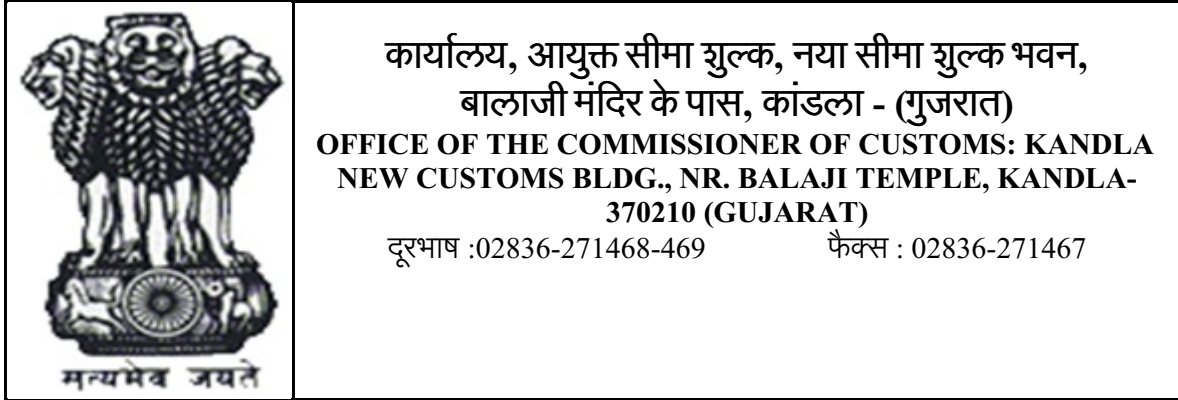 सत्यमेव जयते
कार्यालय, आयुक्त सीमा शुल्क, नया सीमा शुल्क भवन,
बालाजी मंदिर के पास, कांडला - (गुजरात)
OFFICE OF THE COMMISSIONER OF CUSTOMS: KANDLA
NEW CUSTOMS BLDG., NR. BALAJI TEMPLE, KANDLA-
370210 (GUJARAT)
दूरभाष :02836-271468-469 फैक्स : 02836-271467